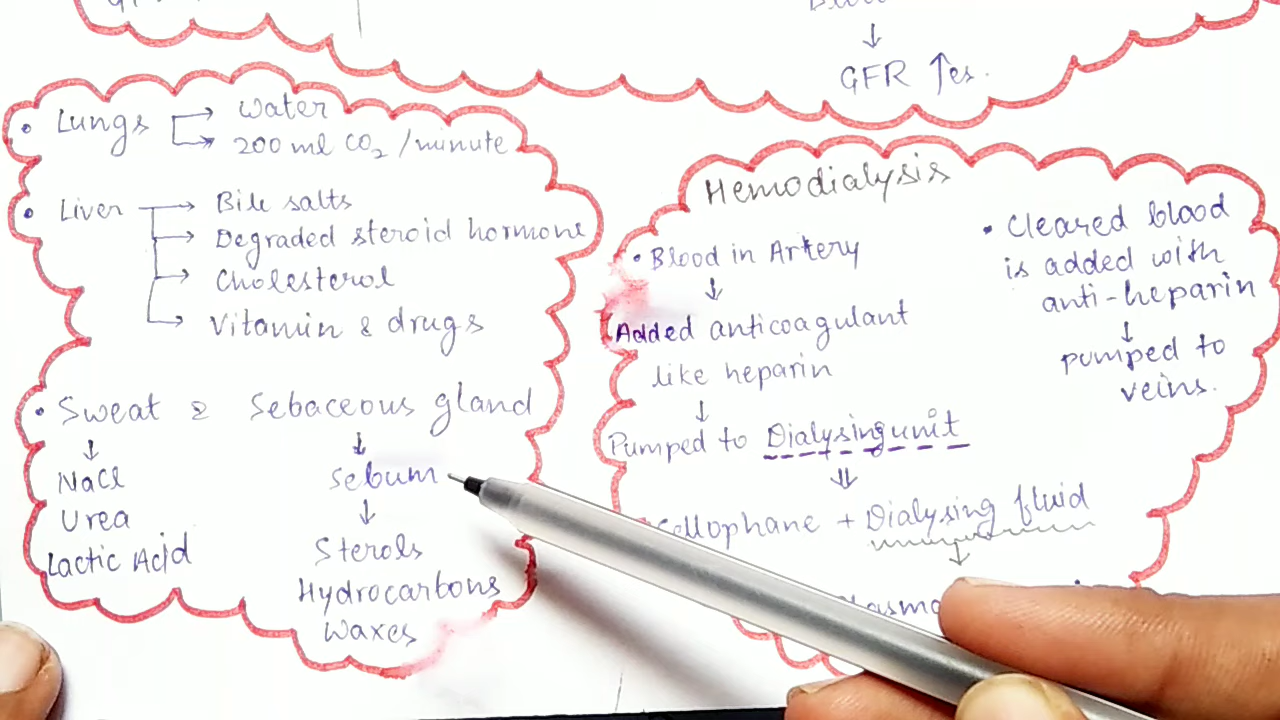 ↓
GFR ↑es.
• Lungs → Water
→ 200 ml CO₂ /minute
• Liver → Bile salts
→ Degraded steroid hormone
→ Cholesterol
→ Vitamin & drugs
• Sweat & Sebaceous gland
↓ ↓
NaCl Sebum
Urea ↓
Lactic Acid Sterols
Hydrocarbons
Waxes
Hemodialysis
• Blood in Artery
↓
Added anticoagulant
like heparin
↓
Pumped to Dialysing unit
⇓
Cellophane + Dialysing fluid
↓
• Cleared blood
is added with
anti-heparin
↓
pumped to
veins.